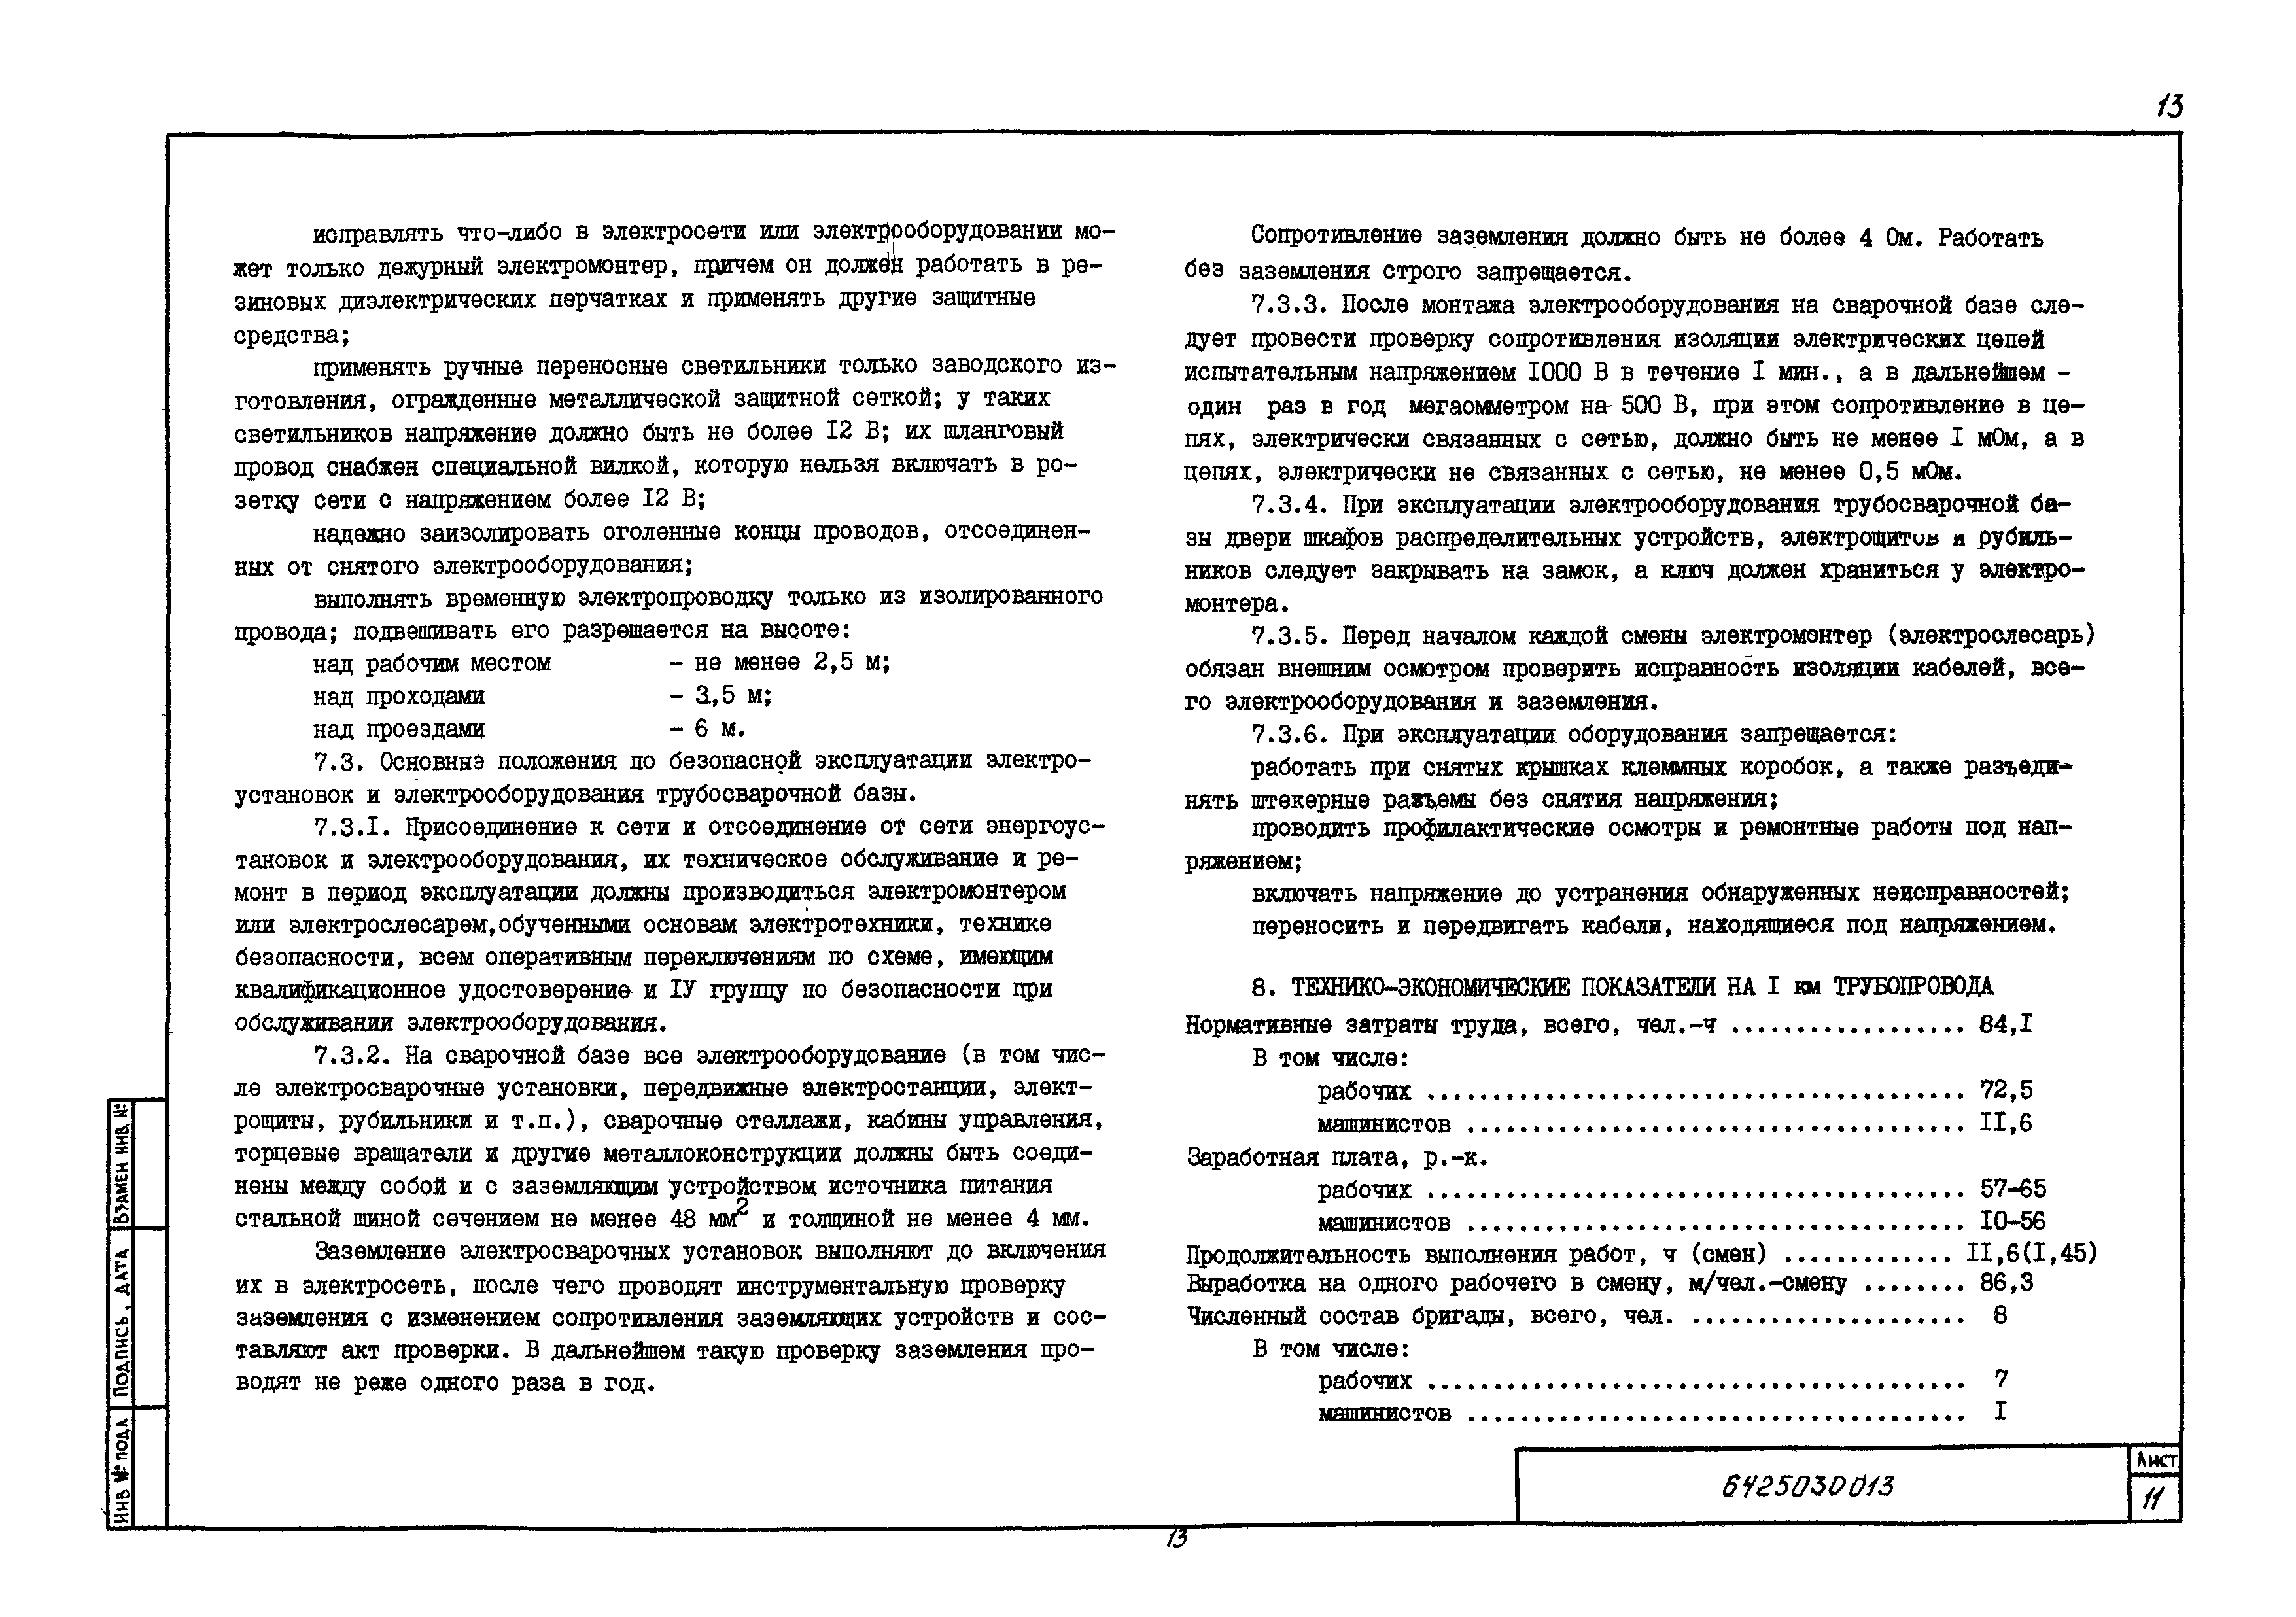 13
исправлять что-либо в электросети или электрооборудовании мо-
жет только дежурный электромонтер, причем он должен работать в ре-
зиновых диэлектрических перчатках и применять другие защитные
средства;
применять ручные переносные светильники только заводского из-
готовления, огражденные металлической защитной сеткой; у таких
светильников напряжение должно быть не более I2 В; их шланговый
провод снабжен специальной вилкой, которую нельзя включать в ро-
зетку сети с напряжением более I2 В;
надежно заизолировать оголенные концы проводов, отсоединен-
ных от снятого электрооборудования;
выполнять временную электропроводку только из изолированного
провода; подвешивать его разрешается на высоте:
над рабочим местом - не менее 2,5 м;
над проходами - 3,5 м;
над проездами - 6 м.
7.3. Основные положения по безопасной эксплуатации электро-
установок и электрооборудования трубосварочной базы.
7.3.I. Присоединение к сети и отсоединение от сети энергоус-
тановок и электрооборудования, их техническое обслуживание и ре-
монт в период эксплуатации должны производиться электромонтером
или электрослесарем,обученными основам электротехники, технике
безопасности, всем оперативным переключениям по схеме, имеющим
квалификационное удостоверение и IУ группу по безопасности при
обслуживании электрооборудования.
7.3.2. На сварочной базе все электрооборудование (в том чис-
ле электросварочные установки, передвижные электростанции, элект-
рощиты, рубильники и т.п.), сварочные стеллажи, кабины управления,
торцевые вращатели и другие металлоконструкции должны быть соеди-
нены между собой и с заземляющим устройством источника питания
стальной шиной сечением не менее 48 мм² и толщиной не менее 4 мм.
Заземление электросварочных установок выполняют до включения
их в электросеть, после чего проводят инструментальную проверку
заземления с изменением сопротивления заземляющих устройств и сос-
тавляют акт проверки. В дальнейшем такую проверку заземления про-
водят не реже одного раза в год.
Сопротивление заземления должно быть не более 4 Ом. Работать
без заземления строго запрещается.
7.3.3. После монтажа электрооборудования на сварочной базе сле-
дует провести проверку сопротивления изоляции электрических цепей
испытательным напряжением I000 В в течение I мин., а в дальнейшем -
один раз в год мегаомметром на 500 В, при этом сопротивление в це-
пях, электрически связанных с сетью, должно быть не менее I мОм, а в
цепях, электрически не связанных с сетью, не менее 0,5 мОм.
7.3.4. При эксплуатации электрооборудования трубосварочной ба-
зы двери шкафов распределительных устройств, электрощитов и рубиль-
ников следует закрывать на замок, а ключ должен храниться у электро-
монтера.
7.3.5. Перед началом каждой смены электромонтер (электрослесарь)
обязан внешним осмотром проверить исправность изоляции кабелей, все-
го электрооборудования и заземления.
7.3.6. При эксплуатации оборудования запрещается:
работать при снятых крышках клеммных коробок, а также разъеди-
нять штекерные разъемы без снятия напряжения;
проводить профилактические осмотры и ремонтные работы под нап-
ряжением;
включать напряжение до устранения обнаруженных неисправностей;
переносить и передвигать кабели, находящиеся под напряжением.
8. ТЕХНИКО-ЭКОНОМИЧЕСКИЕ ПОКАЗАТЕЛИ НА I км ТРУБОПРОВОДА
Нормативные затраты труда, всего, чел.-ч .................. 84,I
В том числе:
рабочих ......................................... 72,5
машинистов ...................................... II,6
Заработная плата, р.-к.
рабочих ......................................... 57-65
машинистов ...................................... I0-56
Продолжительность выполнения работ, ч (смен) ............. II,6(I,45)
Выработка на одного рабочего в смену, м/чел.-смену ........ 86,3
Численный состав бригады, всего, чел. ..................... 8
В том числе:
рабочих ......................................... 7
машинистов ...................................... I
ИНВ № ПОДЛ
ПОДПИСЬ, ДАТА
ВЗАМЕН ИНВ. №
6425030013
Лист
11
13